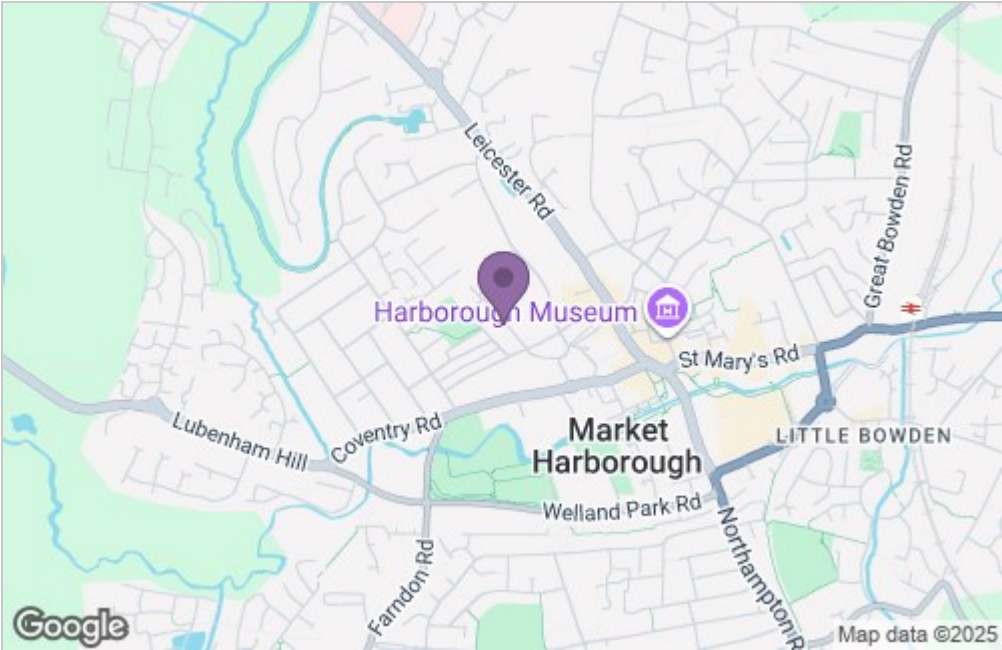 Leicester Rd
Great Bowden Rd
Harborough Museum
St Mary's Rd
Coventry Rd
Lubenham Hill
Market
Harborough
LITTLE BOWDEN
Welland Park Rd
Northampton R
Farndon Rd
Google
Map data ©2025